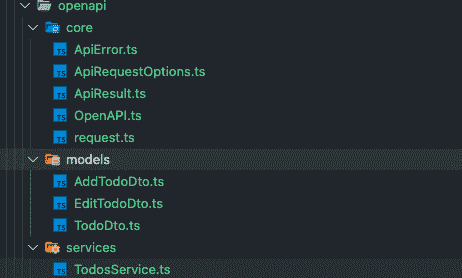 openapi
core
TS ApiError.ts
TS ApiRequestOptions.ts
TS ApiResult.ts
TS OpenAPI.ts
TS request.ts
models
TS AddTodoDto.ts
TS EditTodoDto.ts
TS TodoDto.ts
services
TS TodosService.ts